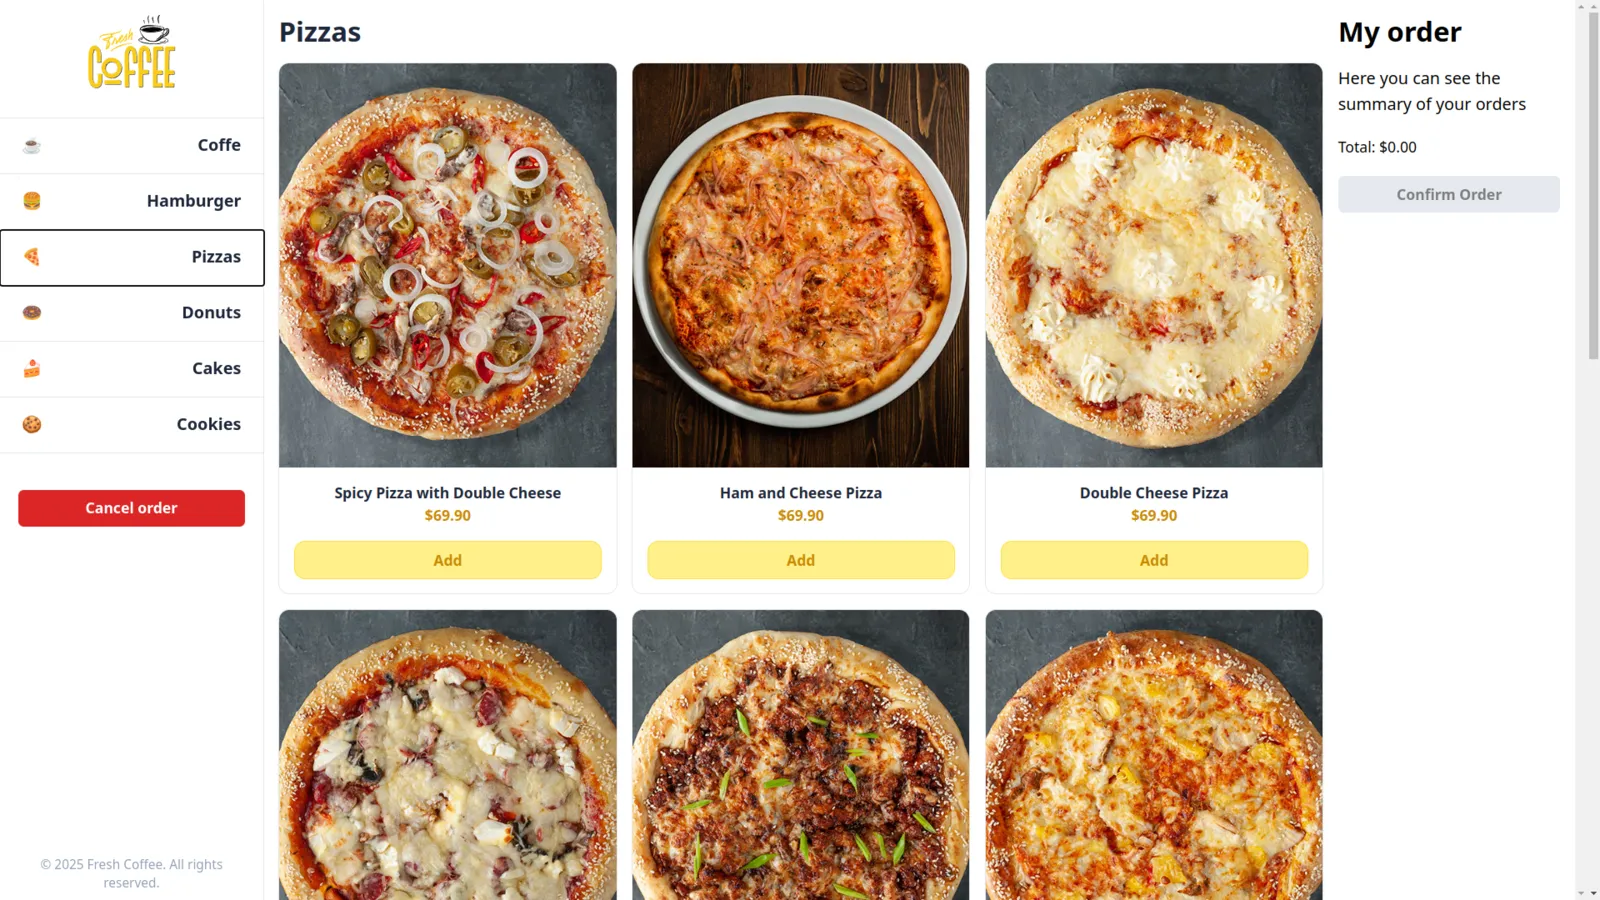 Fresh
COFFEE
Coffe
Hamburger
Pizzas
Donuts
Cakes
Cookies
Cancel order
© 2025 Fresh Coffee. All rights
reserved.
Pizzas
Spicy Pizza with Double Cheese
$69.90
Add
Ham and Cheese Pizza
$69.90
Add
Double Cheese Pizza
$69.90
Add
My order
Here you can see the
summary of your orders
Total: $0.00
Confirm Order